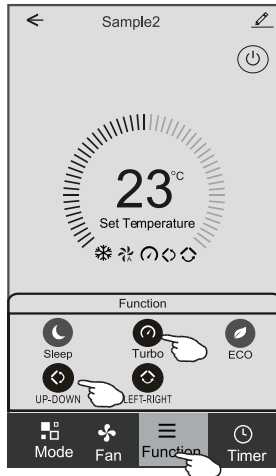 Sample2
23°C
Set Temperature
A
Function
Sleep Turbo ECO
UP-DOWN LEFT-RIGHT
Mode Fan Function Timer